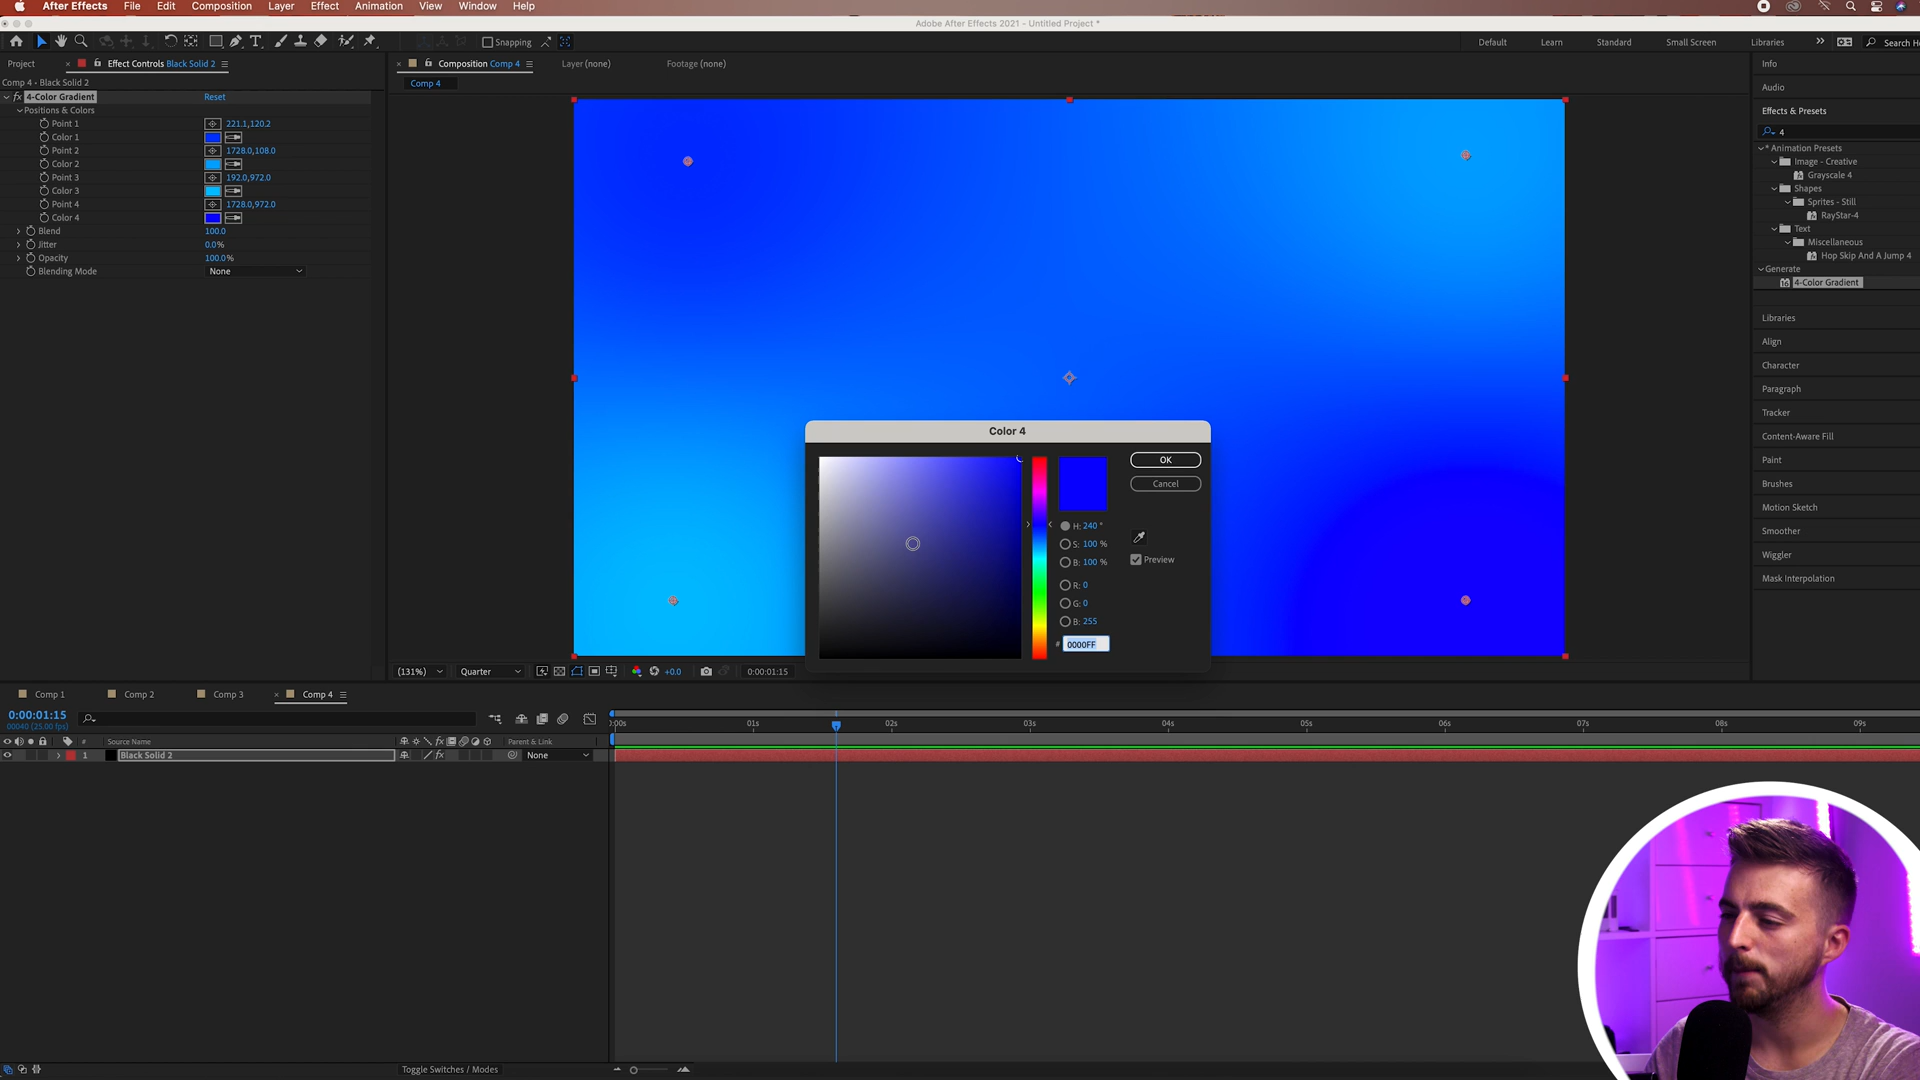 After Effects File Edit Composition Layer Effect Animation View Window Help
Adobe After Effects 2021 - Untitled Project *
Snapping Default Learn Standard Small Screen Libraries Search H
Project Effect Controls Black Solid 2
Comp 4 • Black Solid 2
fx 4-Color Gradient Reset
Positions & Colors
Point 1 221.1,120.2
Color 1
Point 2 1728.0,108.0
Color 2
Point 3 192.0,972.0
Color 3
Point 4 1728.0,972.0
Color 4
Blend 100.0
Jitter 0.0%
Opacity 100.0%
Blending Mode None
Composition Comp 4 Layer (none) Footage (none)
Comp 4
Color 4
OK
Cancel
H: 240 °
S: 100 %
B: 100 %
Preview
R: 0
G: 0
B: 255
# 0000FF
(131%) Quarter +0.0 0:00:01:15
Info
Audio
Effects & Presets
4
* Animation Presets
Image - Creative
Grayscale 4
Shapes
Sprites - Still
RayStar-4
Text
Miscellaneous
Hop Skip And A Jump 4
Generate
4-Color Gradient
Libraries
Align
Character
Paragraph
Tracker
Content-Aware Fill
Paint
Brushes
Motion Sketch
Smoother
Wiggler
Mask Interpolation
Comp 1 Comp 2 Comp 3 Comp 4
0:00:01:15
00040 (25.00 fps)
:00s 01s 02s 03s 04s 05s 06s 07s 08s 09s
# Source Name Parent & Link
1 Black Solid 2 None
Toggle Switches / Modes